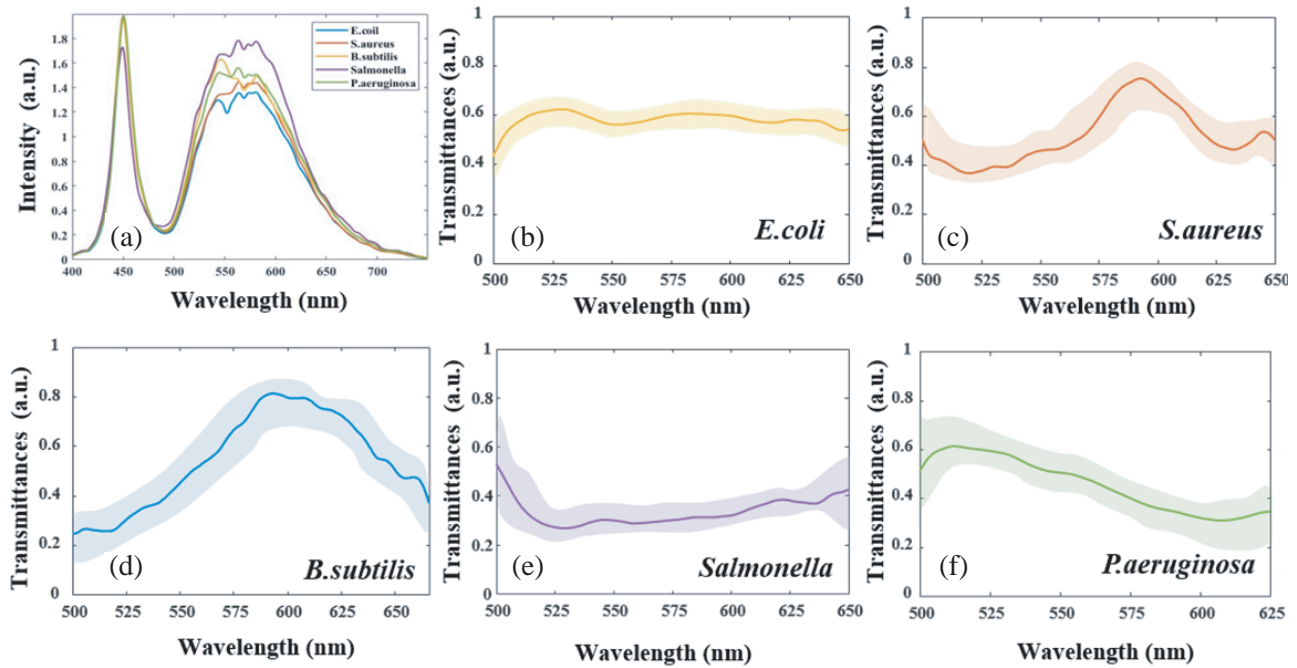 Intensity (a.u.)
1.8
1.6
1.4
1.2
1.0
0.8
0.6
0.4
0.2
0
E.coil
S.aureus
B.subtilis
Salmonella
P.aeruginosa
(a)
400 450 500 550 600 650 700
Wavelength (nm)
Transmittances (a.u.)
1
0.8
0.6
0.4
0.2
0
(b)
E.coli
500 525 550 575 600 625 650
Wavelength (nm)
Transmittances (a.u.)
1
0.8
0.6
0.4
0.2
0
(c)
S.aureus
500 525 550 575 600 625 650
Wavelength (nm)
Transmittances (a.u.)
1
0.8
0.6
0.4
0.2
0
(d)
B.subtilis
500 525 550 575 600 625 650
Wavelength (nm)
Transmittances (a.u.)
1
0.8
0.6
0.4
0.2
0
(e)
Salmonella
500 525 550 575 600 625 650
Wavelength (nm)
Transmittances (a.u.)
1
0.8
0.6
0.4
0.2
0
(f)
P.aeruginosa
500 525 550 575 600 625
Wavelength (nm)